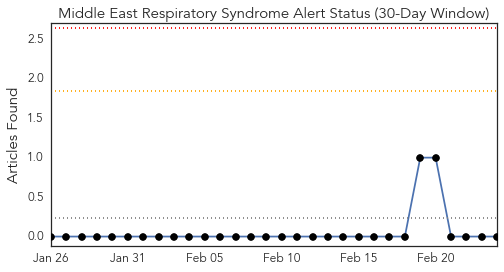 Middle East Respiratory Syndrome Alert Status (30-Day Window)
Articles Found
2.5
2.0
1.5
1.0
0.5
0.0
Jan 26 Jan 31 Feb 05 Feb 10 Feb 15 Feb 20